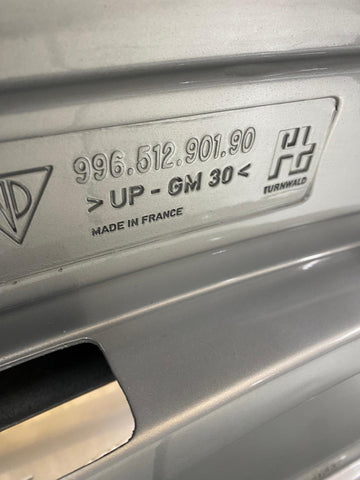 996.512.901.90
>UP - GM 30<
TURNWALD
MADE IN FRANCE